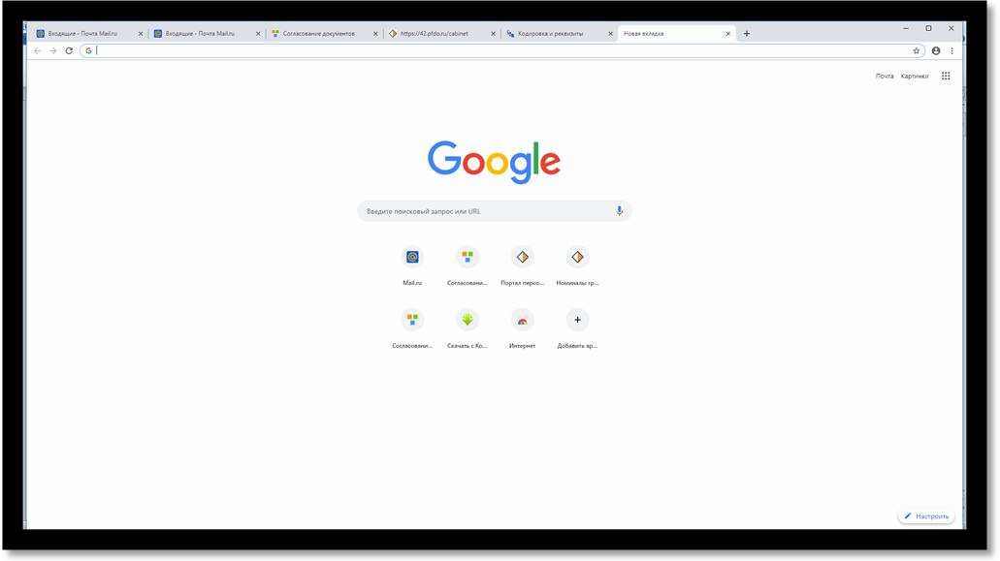 Входящие - Почта Mail.ru
Входящие - Почта Mail.ru
Согласование документов
https://42.pfdo.ru/cabinet
Кодировка и реквизиты
Новая вкладка
Почта Картинки
Google
Введите поисковый запрос или URL
Mail.ru Согласовани... Портал персо... Номиналы гр...
Согласовани... Скачать с Ко... Интернет Добавить яр...
Настроить